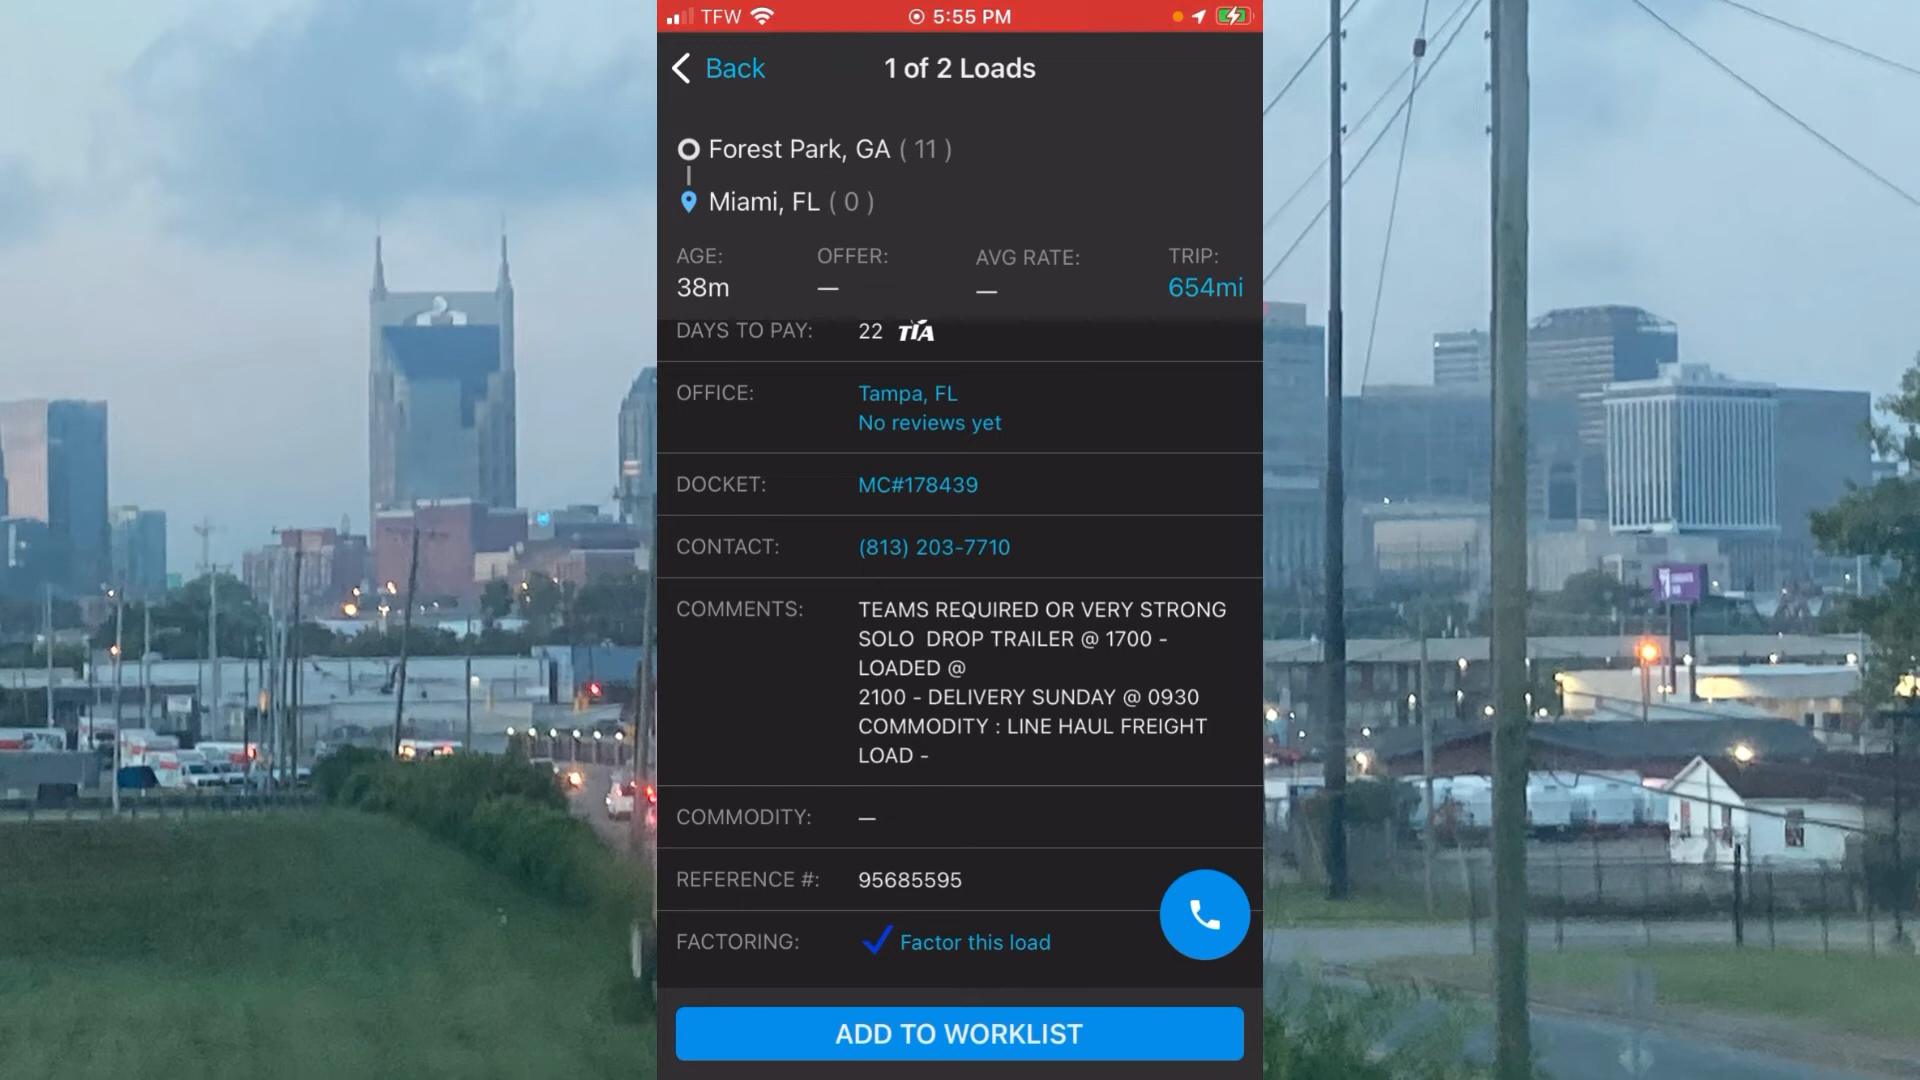 TFW
5:55 PM
Back
1 of 2 Loads
Forest Park, GA ( 11 )
Miami, FL ( 0 )
AGE:
OFFER:
AVG RATE:
TRIP:
38m
—
—
654mi
DAYS TO PAY:
22 TIA
OFFICE:
Tampa, FL
No reviews yet
DOCKET:
MC#178439
CONTACT:
(813) 203-7710
COMMENTS:
TEAMS REQUIRED OR VERY STRONG
SOLO DROP TRAILER @ 1700 -
LOADED @
2100 - DELIVERY SUNDAY @ 0930
COMMODITY : LINE HAUL FREIGHT
LOAD -
COMMODITY:
—
REFERENCE #:
95685595
FACTORING:
Factor this load
ADD TO WORKLIST